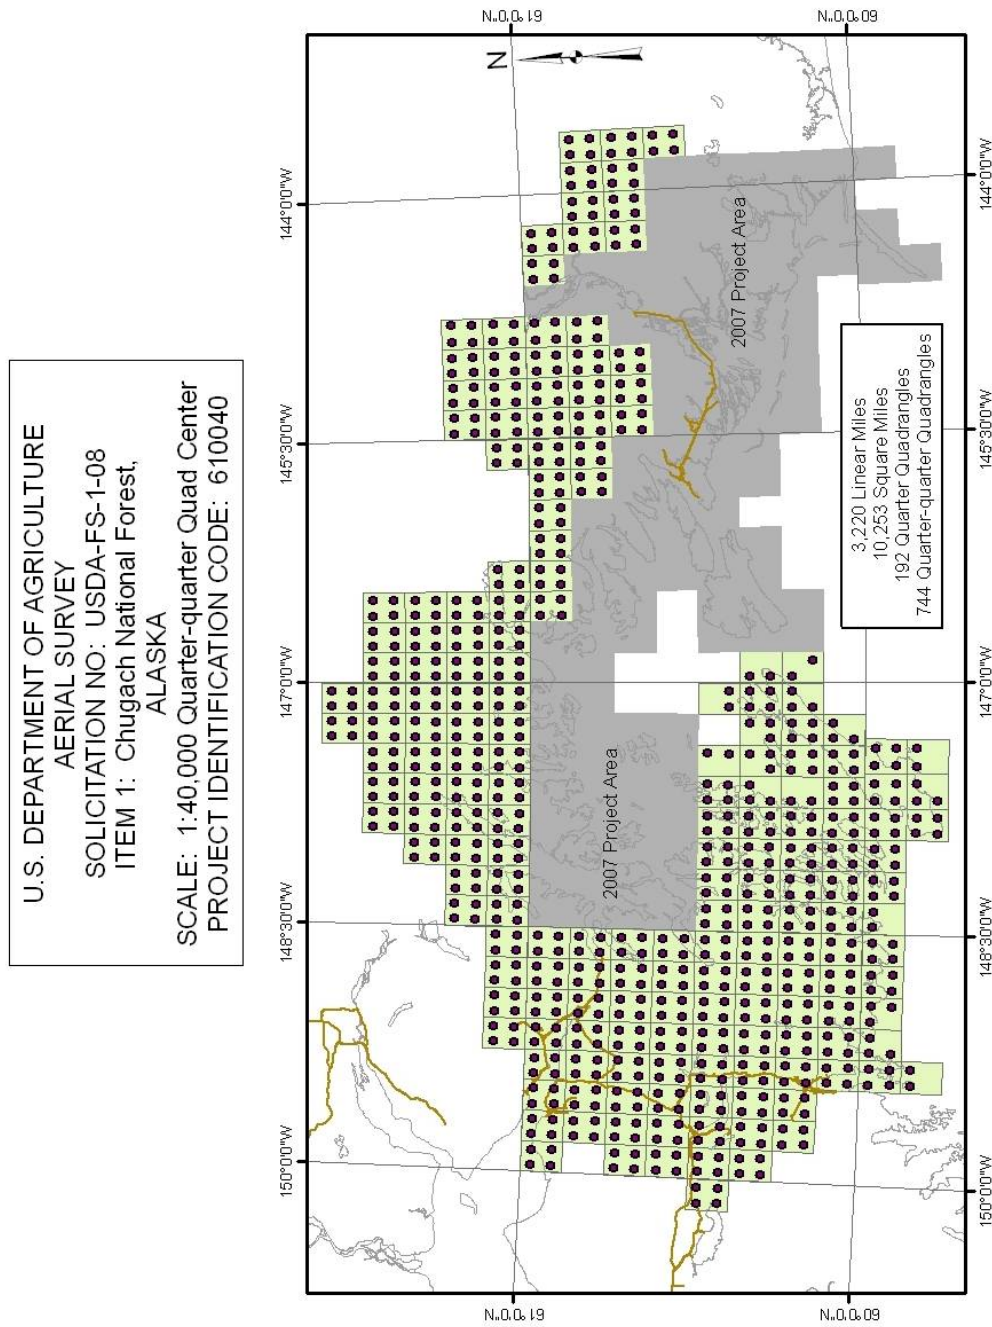 U.S. DEPARTMENT OF AGRICULTURE
AERIAL SURVEY
SOLICITATION NO: USDA-FS-1-08
ITEM 1: Chugach National Forest,
ALASKA
SCALE: 1:40,000 Quarter-quarter Quad Center
PROJECT IDENTIFICATION CODE: 610040
150°0'0"W
148°30'0"W
147°0'0"W
145°30'0"W
144°0'0"W
61°0'0"N
61°0'0"N
N
2007 Project Area
2007 Project Area
3,220 Linear Miles
10,253 Square Miles
192 Quarter Quadrangles
744 Quarter-quarter Quadrangles
60°0'0"N
60°0'0"N
150°0'0"W
148°30'0"W
147°0'0"W
145°30'0"W
144°0'0"W